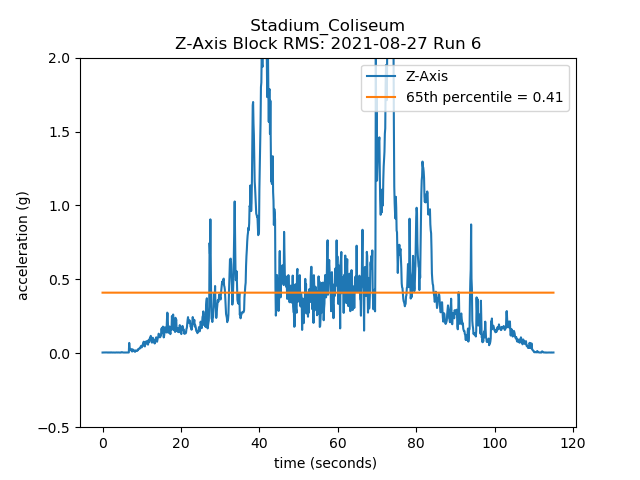 Stadium_Coliseum
Z-Axis Block RMS: 2021-08-27 Run 6
2.0
Z-Axis
65th percentile = 0.41
1.5
1.0
acceleration (g)
0.5
0.0
−0.5
0 20 40 60 80 100 120
time (seconds)